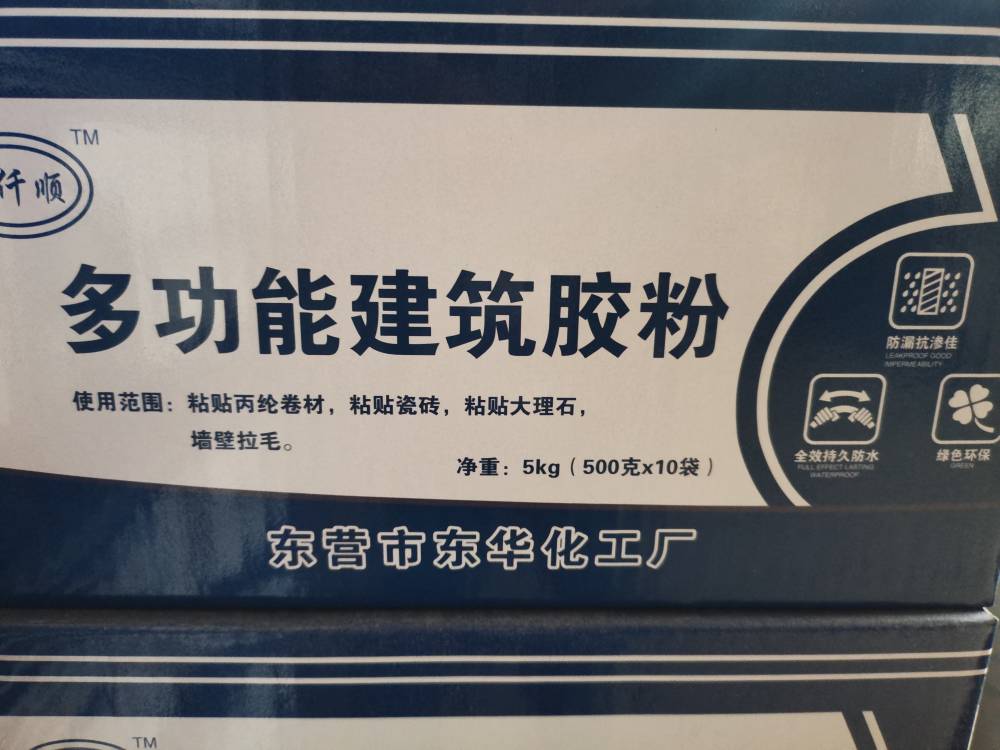 TM
仟顺
多功能建筑胶粉
使用范围：粘贴丙纶卷材，粘贴瓷砖，粘贴大理石，
墙壁拉毛。
净重：5kg（500克x10袋）
防漏抗渗佳
LEAKPROOF GOOD
IMPERMEABILITY
全效持久防水
FULL EFFECT LASTING
WATERPROOF
绿色环保
GREEN
东营市东华化工厂
TM